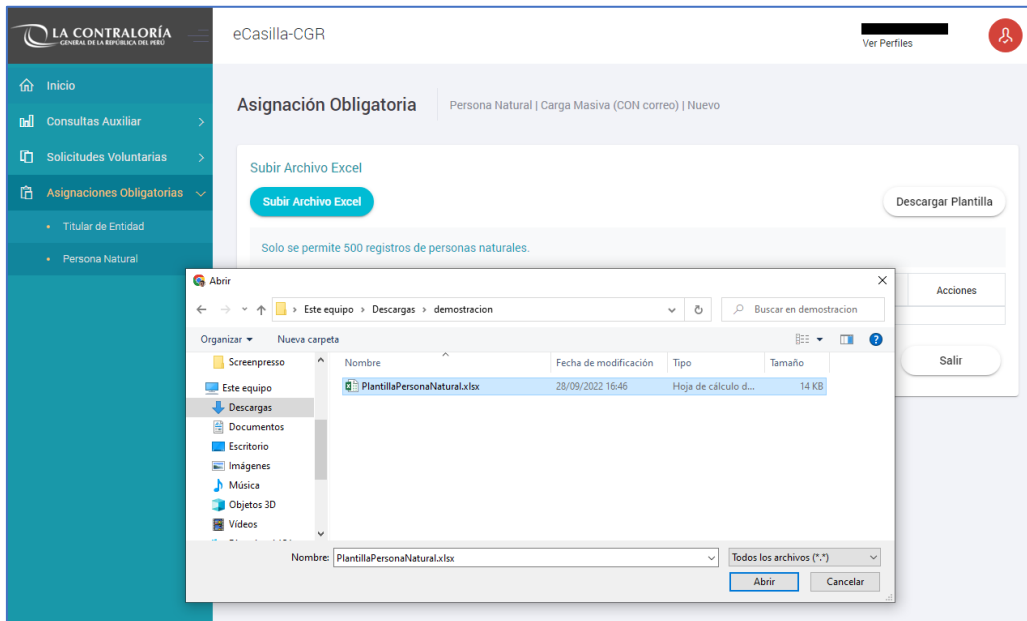 LA CONTRALORÍA
GENERAL DE LA REPÚBLICA DEL PERÚ
eCasilla-CGR
Ver Perfiles
Inicio
Consultas Auxiliar
Solicitudes Voluntarias
Asignaciones Obligatorias
Titular de Entidad
Persona Natural
Asignación Obligatoria
Persona Natural | Carga Masiva (CON correo) | Nuevo
Subir Archivo Excel
Subir Archivo Excel
Descargar Plantilla
Solo se permite 500 registros de personas naturales.
Acciones
Salir
Abrir
Este equipo > Descargas > demostracion
Buscar en demostracion
Organizar
Nueva carpeta
Screenpresso
Este equipo
Descargas
Documentos
Escritorio
Imágenes
Música
Objetos 3D
Vídeos
Nombre Fecha de modificación Tipo Tamaño
PlantillaPersonaNatural.xlsx 28/09/2022 16:46 Hoja de cálculo d... 14 KB
Nombre: PlantillaPersonaNatural.xlsx
Todos los archivos (*.*)
Abrir
Cancelar